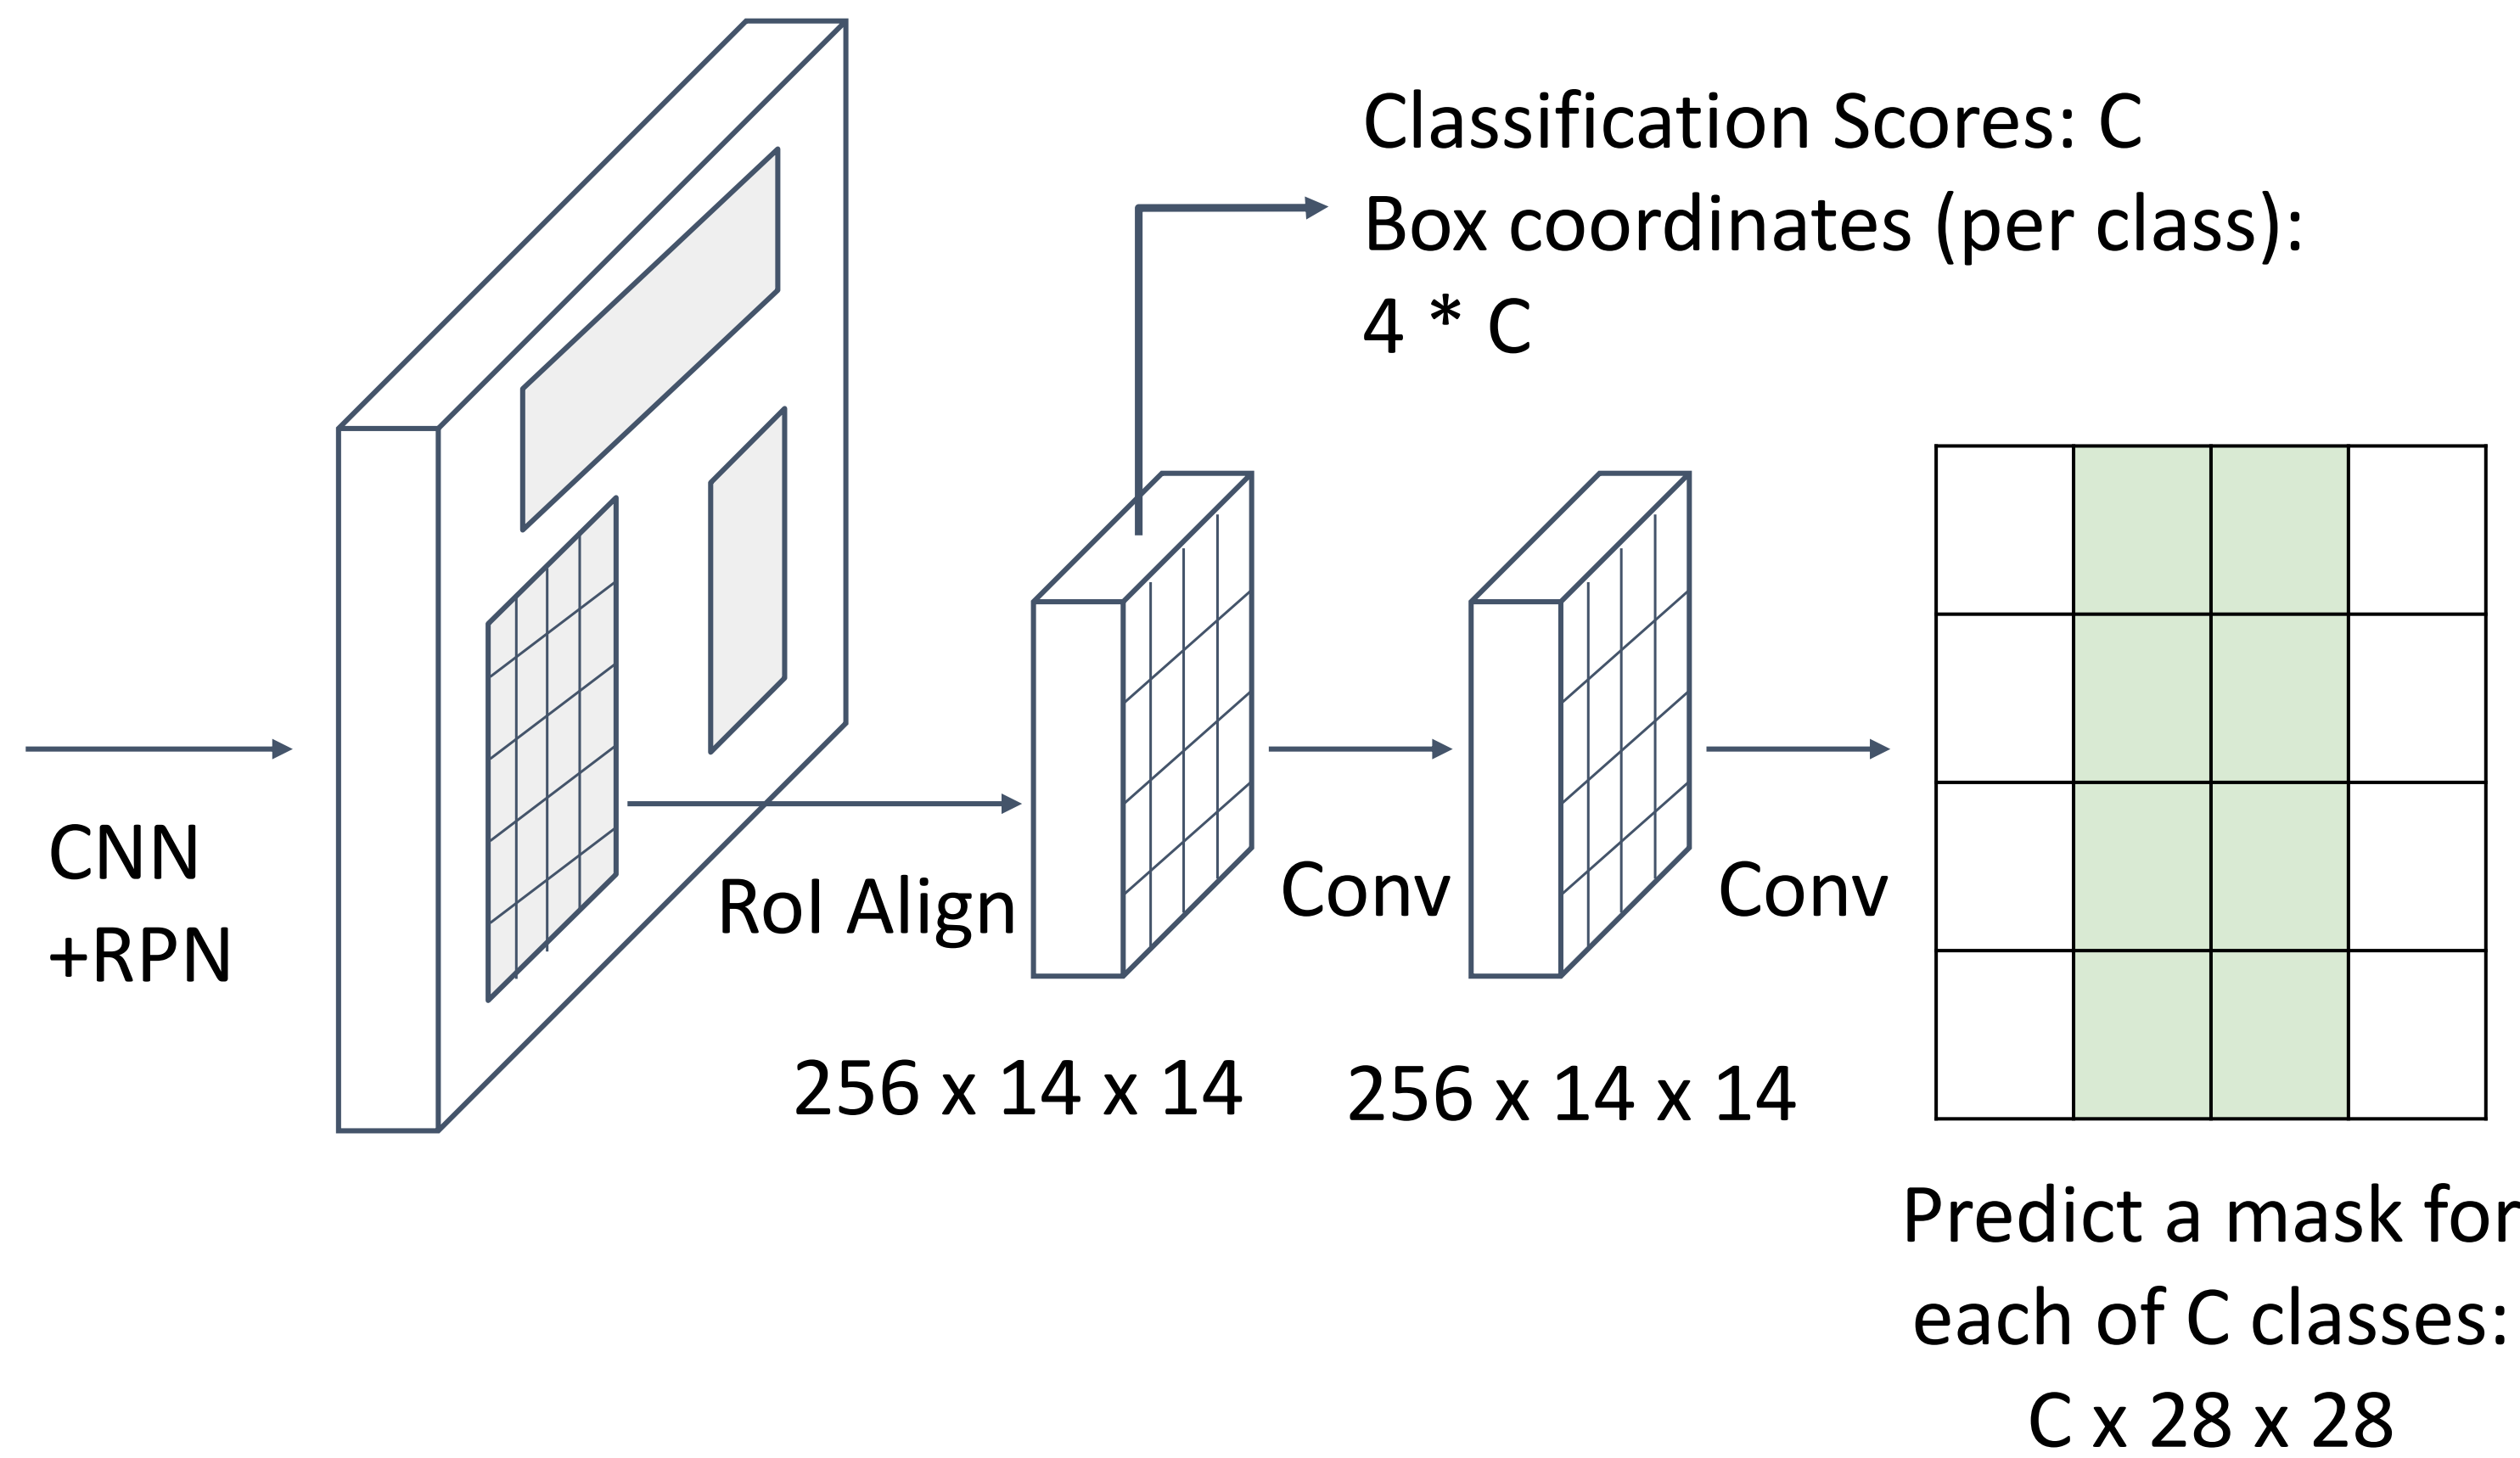 Classification Scores: C
Box coordinates (per class):
4 * C
CNN
+RPN
RoI Align
Conv
Conv
256 x 14 x 14
256 x 14 x 14
Predict a mask for
each of C classes:
C x 28 x 28